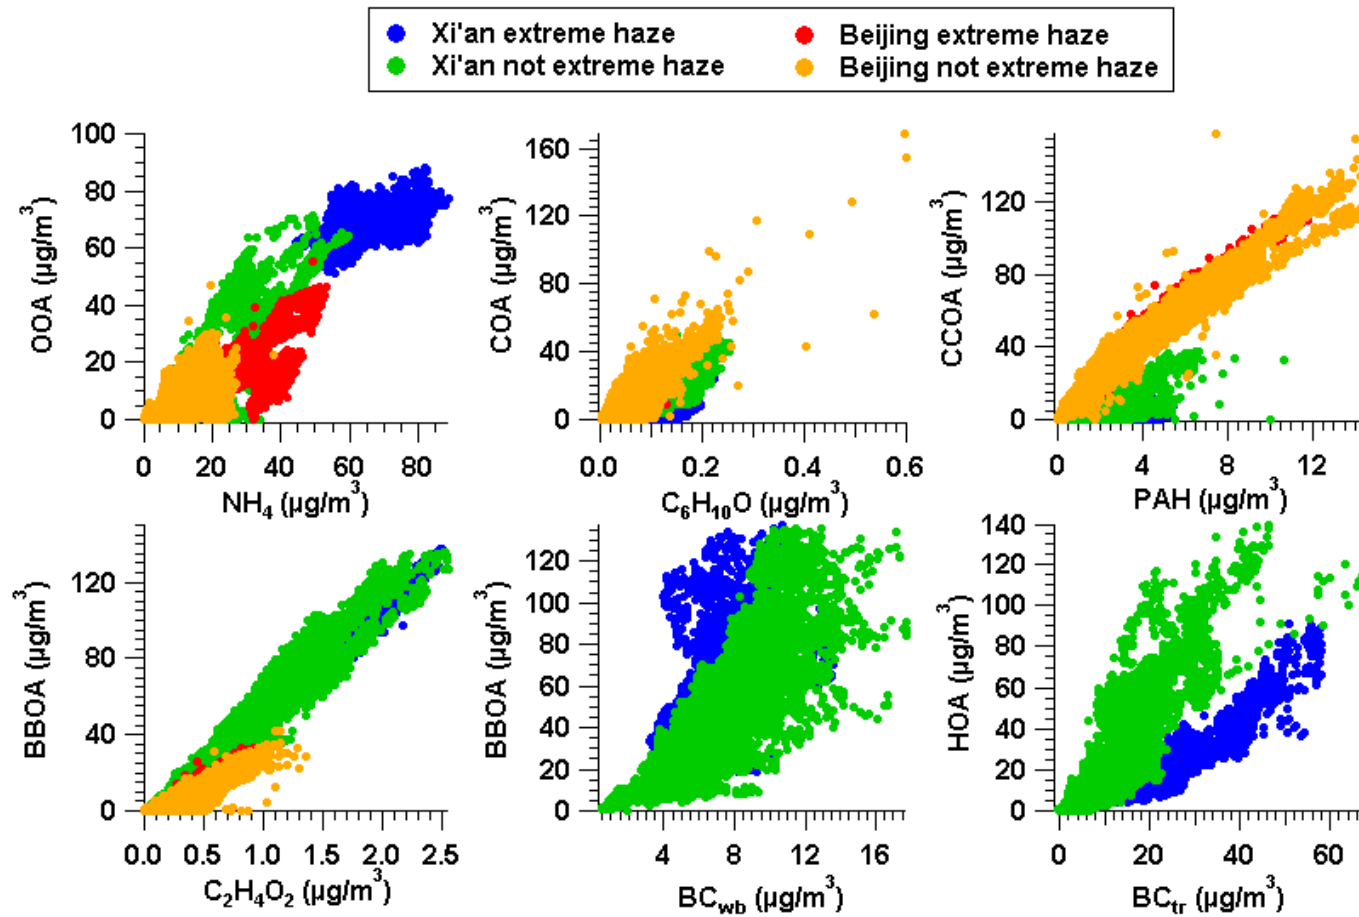 Xi'an extreme haze Beijing extreme haze
Xi'an not extreme haze Beijing not extreme haze
OOA (µg/m³)
100
80
60
40
20
0
0 20 40 60 80
NH₄ (µg/m³)
COA (µg/m³)
160
120
80
40
0
0.0 0.2 0.4 0.6
C₆H₁₀O (µg/m³)
CCOA (µg/m³)
120
80
40
0
0 4 8 12
PAH (µg/m³)
BBOA (µg/m³)
120
80
40
0
0.0 0.5 1.0 1.5 2.0 2.5
C₂H₄O₂ (µg/m³)
BBOA (µg/m³)
120
100
80
60
40
20
0
4 8 12 16
BC_wb (µg/m³)
HOA (µg/m³)
140
120
100
80
60
40
20
0
0 20 40 60
BC_tr (µg/m³)